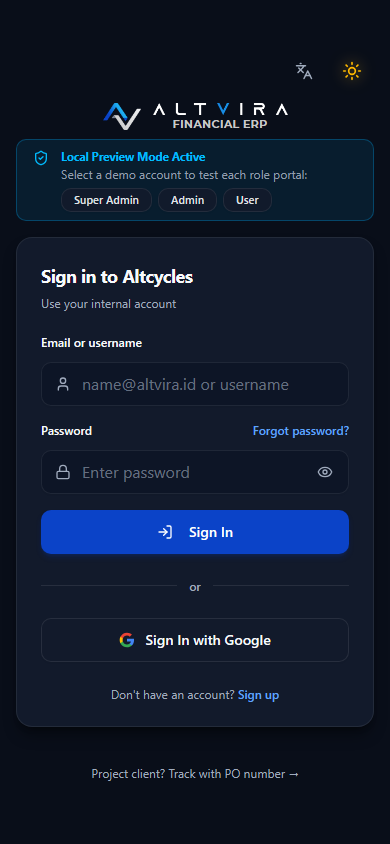 ALTVIRA
FINANCIAL ERP
Local Preview Mode Active
Select a demo account to test each role portal:
Super Admin
Admin
User
Sign in to Altcycles
Use your internal account
Email or username
name@altvira.id or username
Password
Forgot password?
Enter password
Sign In
or
Sign In with Google
Don't have an account? Sign up
Project client? Track with PO number →